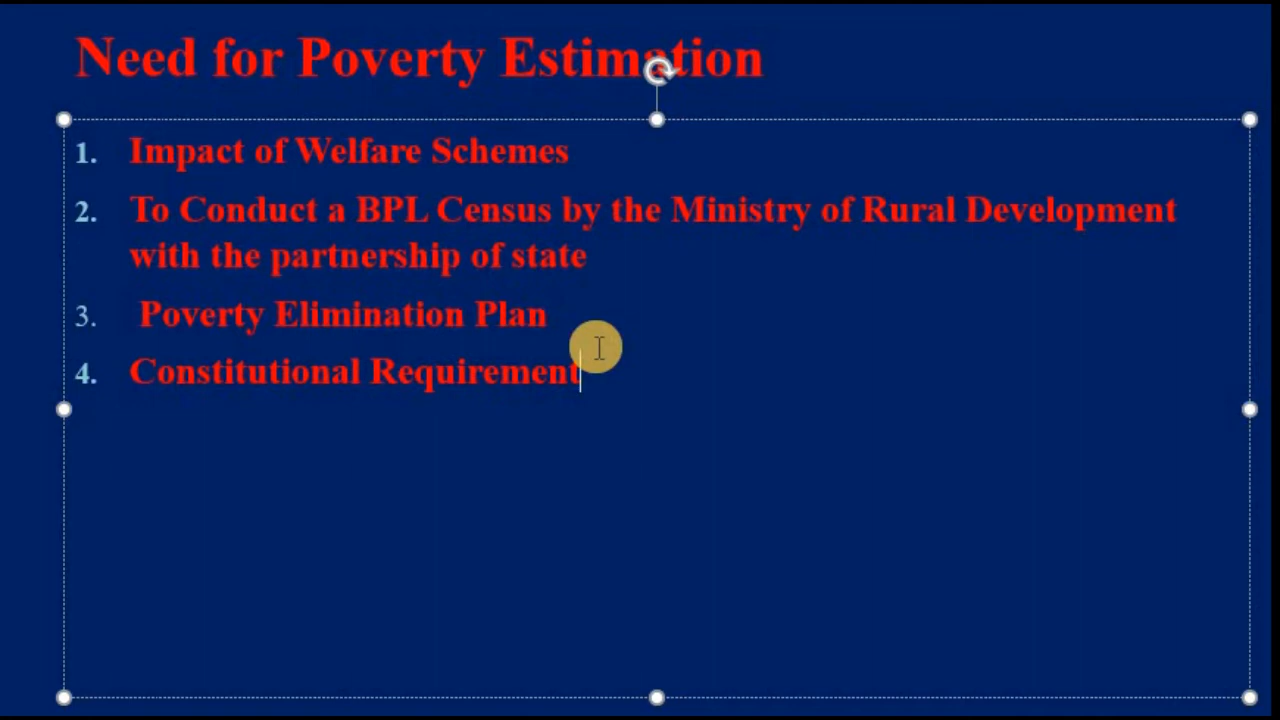 Need for Poverty Estimation
1. Impact of Welfare Schemes
2. To Conduct a BPL Census by the Ministry of Rural Development
with the partnership of state
3. Poverty Elimination Plan
4. Constitutional Requirement